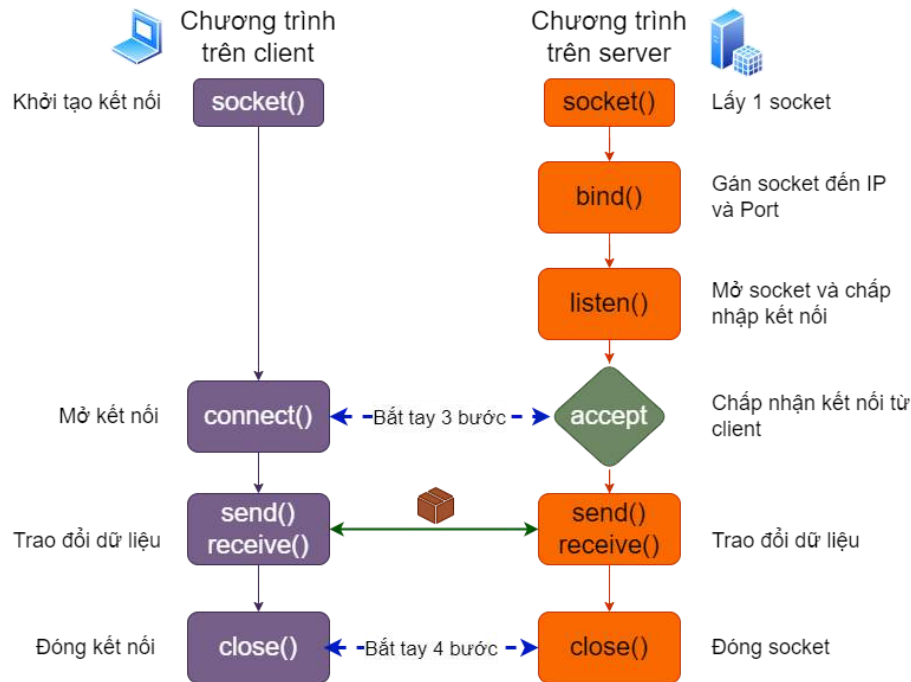 Chương trình
trên client
Chương trình
trên server
Khởi tạo kết nối
socket()
socket()
Lấy 1 socket
bind()
Gán socket đến IP
và Port
listen()
Mở socket và chấp
nhập kết nối
Mở kết nối
connect()
Bắt tay 3 bước
accept
Chấp nhận kết nối từ
client
Trao đổi dữ liệu
send()
receive()
send()
receive()
Trao đổi dữ liệu
Đóng kết nối
close()
Bắt tay 4 bước
close()
Đóng socket